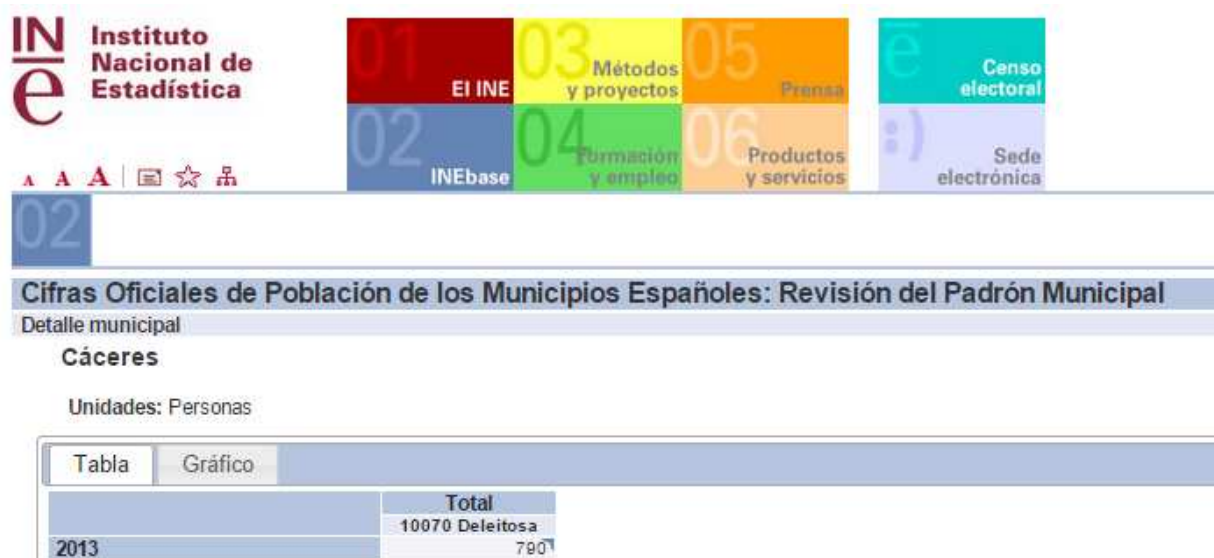 INe
Instituto
Nacional de
Estadística
A A A
01
El INE
03
Métodos
y proyectos
05
Prensa
e
Censo
electoral
02
INEbase
04
Formación
y empleo
06
Productos
y servicios
:)
Sede
electrónica
02
Cifras Oficiales de Población de los Municipios Españoles: Revisión del Padrón Municipal
Detalle municipal
Cáceres
Unidades: Personas
Tabla Gráfico
Total
10070 Deleitosa
2013 790